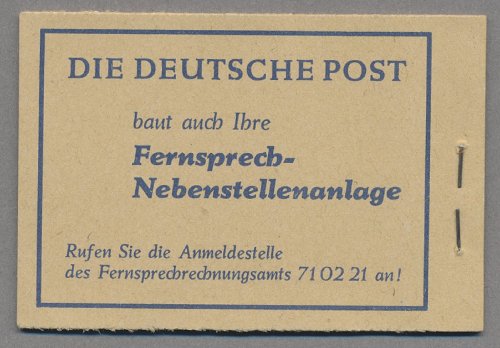 DIE DEUTSCHE POST
baut auch Ihre
Fernsprech-
Nebenstellenanlage
Rufen Sie die Anmeldestelle
des Fernsprechrechnungsamts 71 02 21 an!